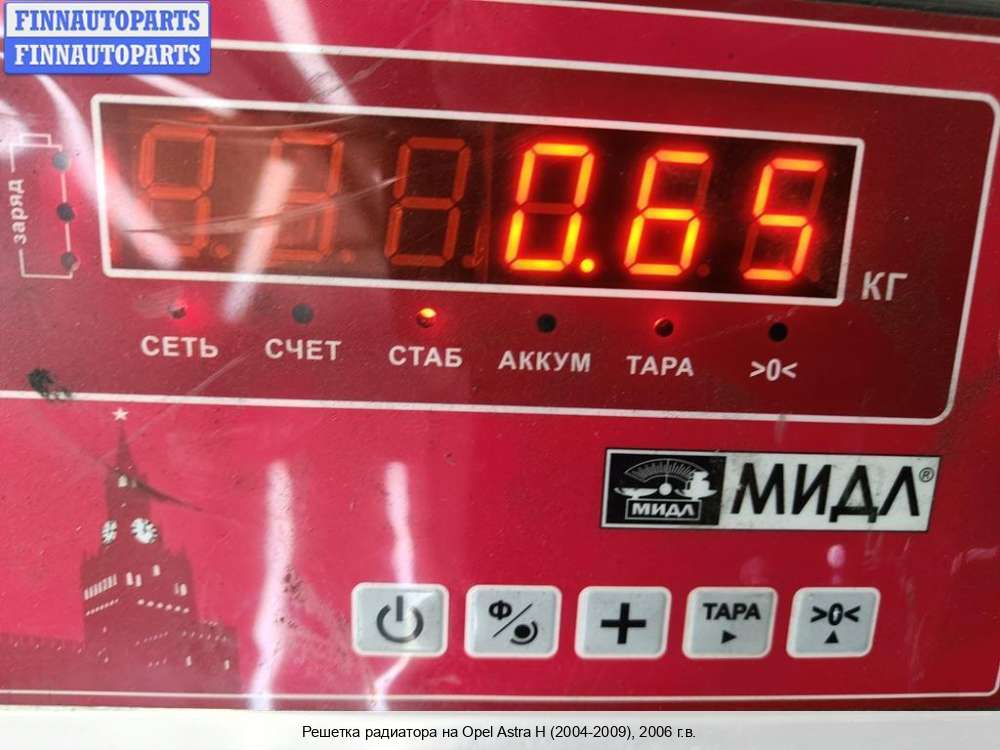 FINNAUTOPARTS
FINNAUTOPARTS
заряд
0.65
КГ
СЕТЬ СЧЕТ СТАБ АККУМ ТАРА >0<
МИДЛ МИДЛ®
Ф ТАРА >0<
Решетка радиатора на Opel Astra H (2004-2009), 2006 г.в.